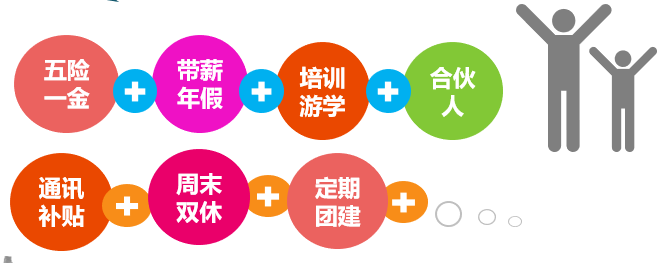 五险
一金
带薪
年假
培训
游学
合伙
人
通讯
补贴
周末
双休
定期
团建